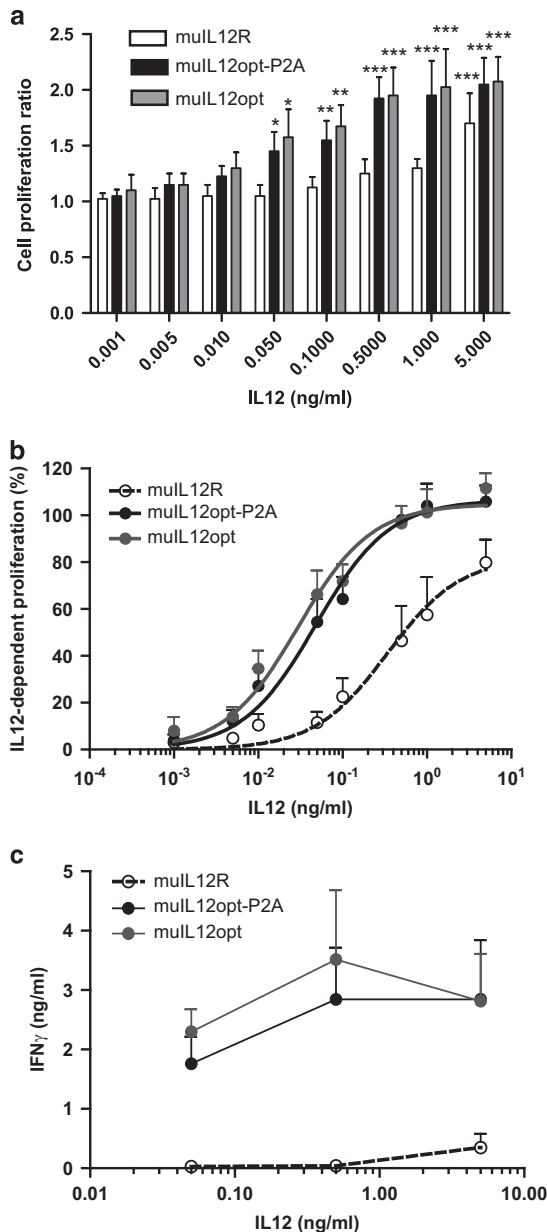 a
muIL12R
muIL12opt-P2A
muIL12opt
Cell proliferation ratio
2.5
2.0
1.5
1.0
0.5
0.0
* *
** **
*** ***
*** ***
*** ***
0.001 0.005 0.010 0.050 0.1000 0.5000 1.000 5.000
IL12 (ng/ml)
b
muIL12R
muIL12opt-P2A
muIL12opt
IL12-dependent proliferation (%)
120
100
80
60
40
20
0
10-4 10-3 10-2 10-1 100 101
IL12 (ng/ml)
c
muIL12R
muIL12opt-P2A
muIL12opt
IFNγ (ng/ml)
5
4
3
2
1
0
0.01 0.10 1.00 10.00
IL12 (ng/ml)